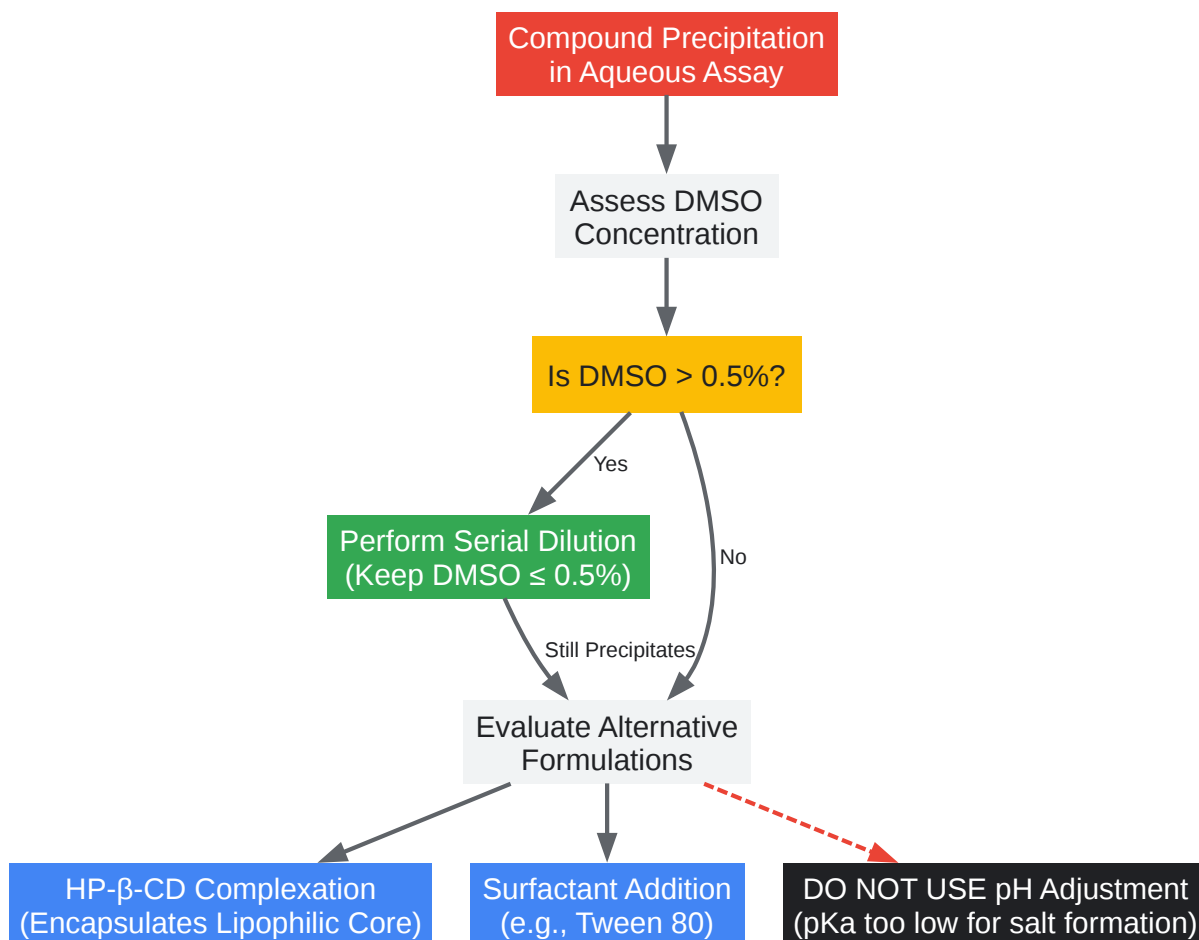 Compound Precipitation
in Aqueous Assay
Assess DMSO
Concentration
Is DMSO > 0.5%?
Yes
Perform Serial Dilution
(Keep DMSO ≤ 0.5%)
No
Still Precipitates
Evaluate Alternative
Formulations
HP-β-CD Complexation
(Encapsulates Lipophilic Core)
Surfactant Addition
(e.g., Tween 80)
DO NOT USE pH Adjustment
(pKa too low for salt formation)